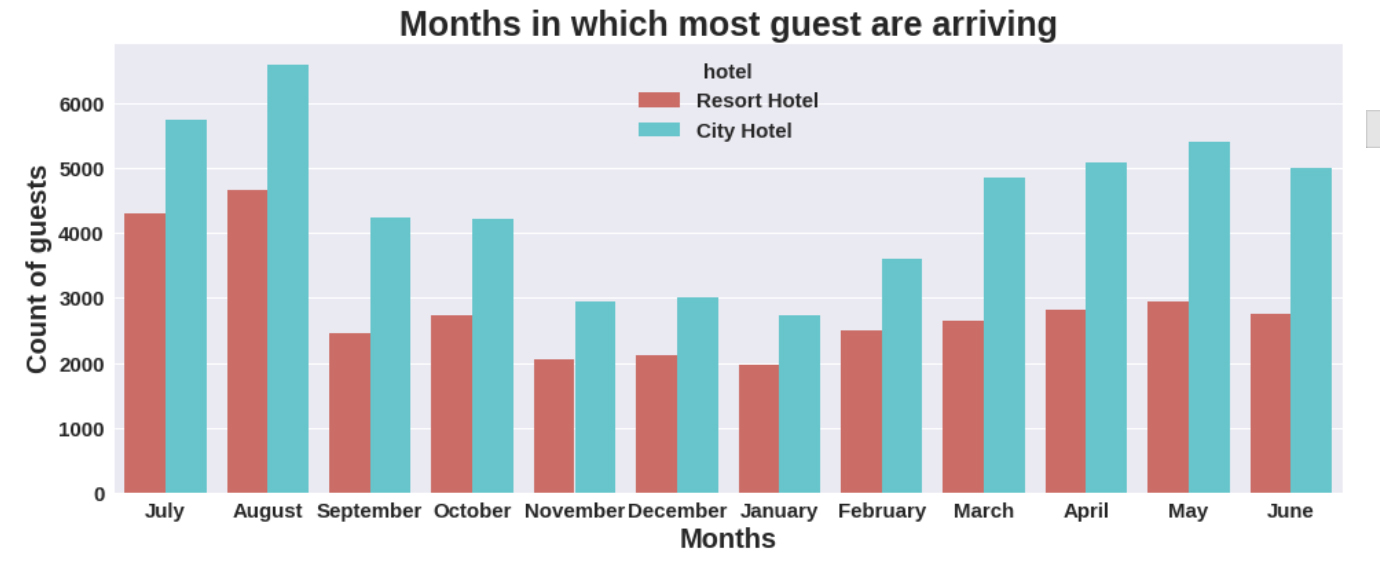 Months in which most guest are arriving
hotel
Resort Hotel
City Hotel
Count of guests
6000
5000
4000
3000
2000
1000
0
July August September October November December January February March April May June
Months